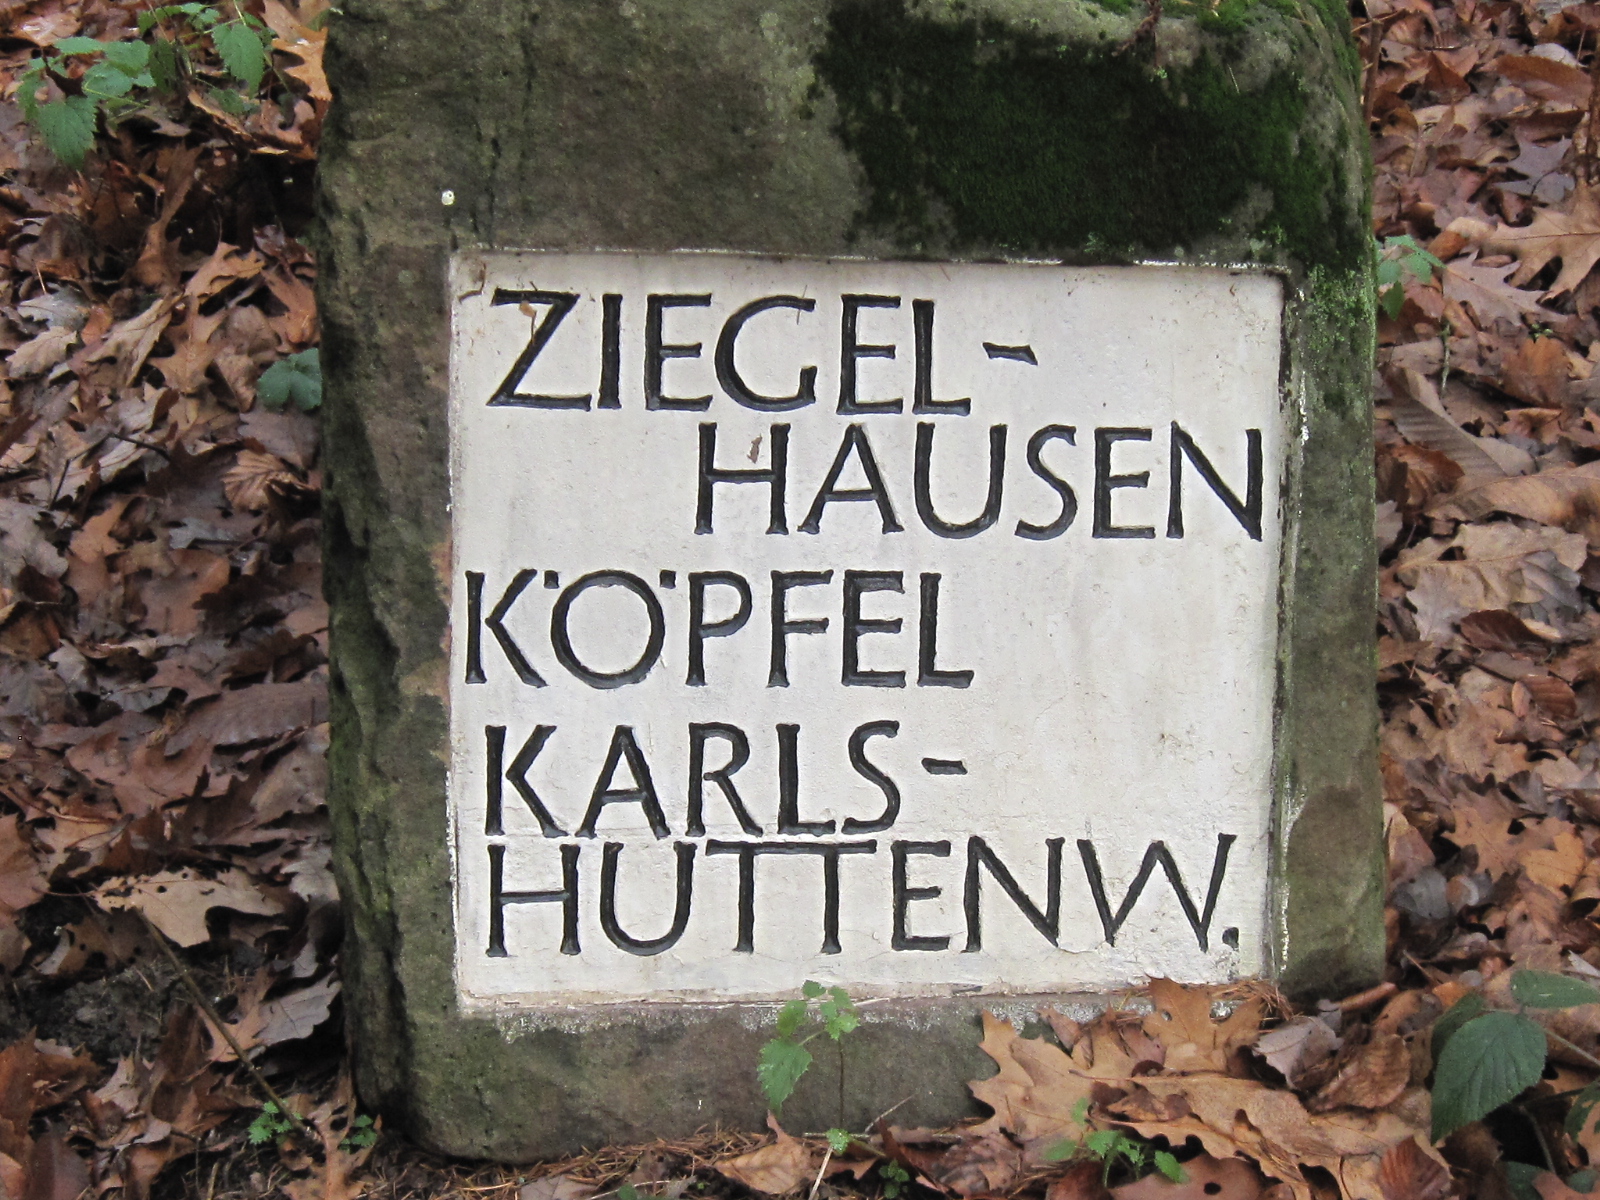 ZIEGEL-
HAUSEN
KÖPFEL
KARLS-
HUTTENW.